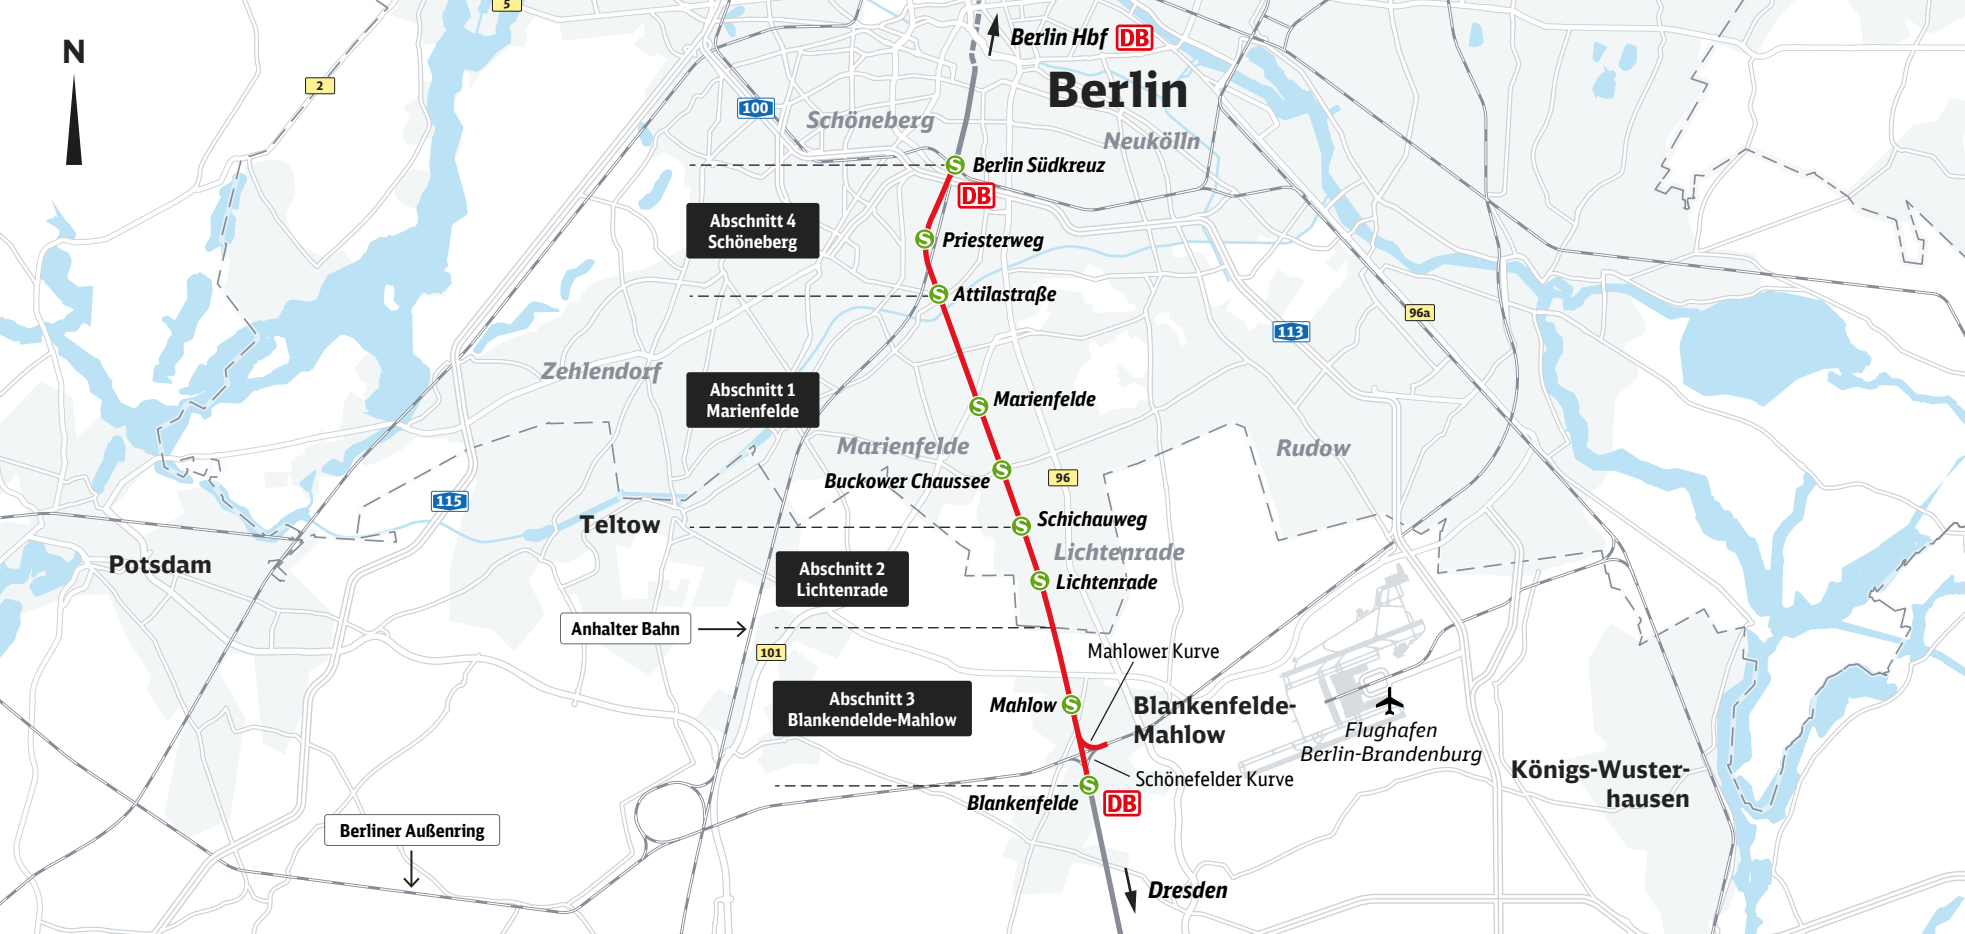 5
N
Berlin Hbf DB
2
Berlin
100
Schöneberg
Neukölln
Berlin Südkreuz
DB
Abschnitt 4
Schöneberg
Priesterweg
Attilastraße
96a
113
Zehlendorf
Abschnitt 1
Marienfelde
Marienfelde
Marienfelde
Rudow
Buckower Chaussee
96
115
Teltow
Schichauweg
Lichtenrade
Potsdam
Abschnitt 2
Lichtenrade
Lichtenrade
Anhalter Bahn
101
Mahlower Kurve
Abschnitt 3
Blankendelde-Mahlow
Mahlow
Blankenfelde-
Mahlow
Flughafen
Berlin-Brandenburg
Schönefelder Kurve
Königs-Wuster-
hausen
Blankenfelde
DB
Berliner Außenring
Dresden